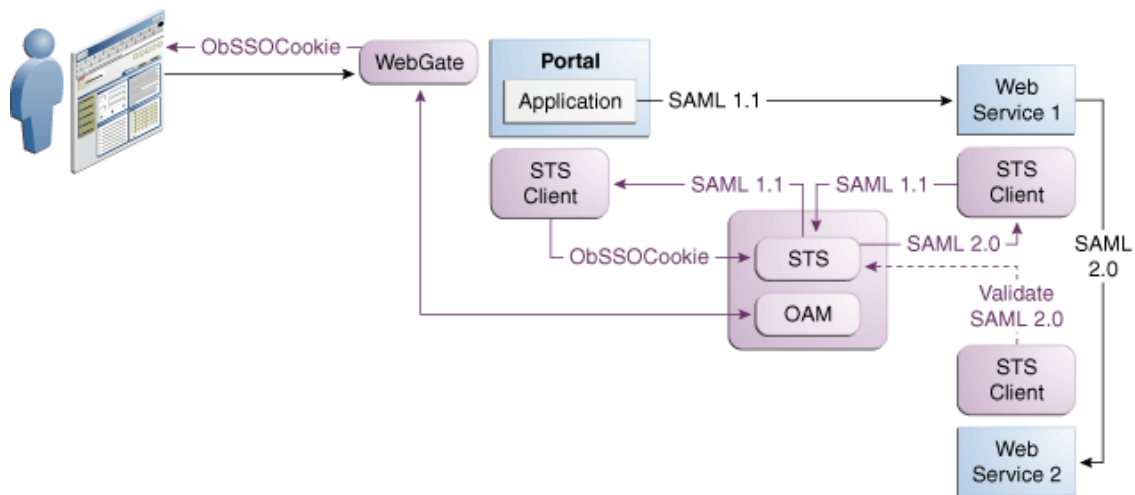 ObSSOCookie
WebGate
Portal
Application
SAML 1.1
Web
Service 1
STS
Client
SAML 1.1
SAML 1.1
STS
Client
ObSSOCookie
STS
SAML 2.0
SAML
2.0
OAM
Validate
SAML 2.0
STS
Client
Web
Service 2